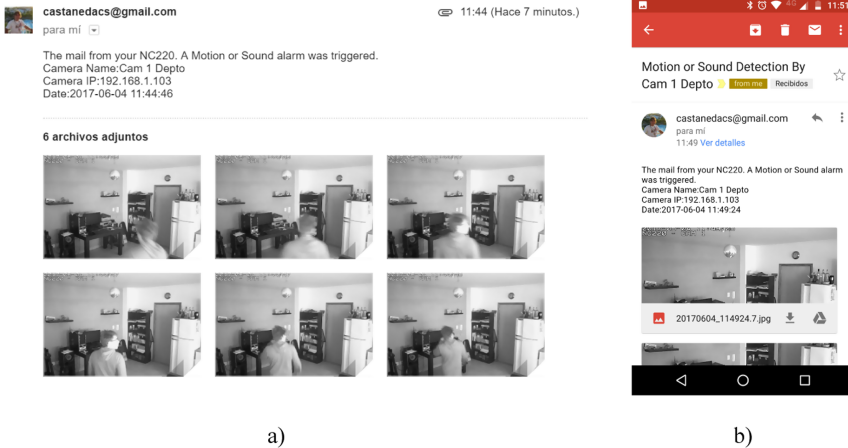 castanedacs@gmail.com
11:44 (Hace 7 minutos.)
para mí
The mail from your NC220. A Motion or Sound alarm was triggered.
Camera Name:Cam 1 Depto
Camera IP:192.168.1.103
Date:2017-06-04 11:44:46
6 archivos adjuntos
a)
4G 11:51
Motion or Sound Detection By
Cam 1 Depto from me Recibidos
castanedacs@gmail.com
para mí
11:49 Ver detalles
The mail from your NC220. A Motion or Sound alarm
was triggered.
Camera Name:Cam 1 Depto
Camera IP:192.168.1.103
Date:2017-06-04 11:49:24
20170604_114924.7.jpg
b)